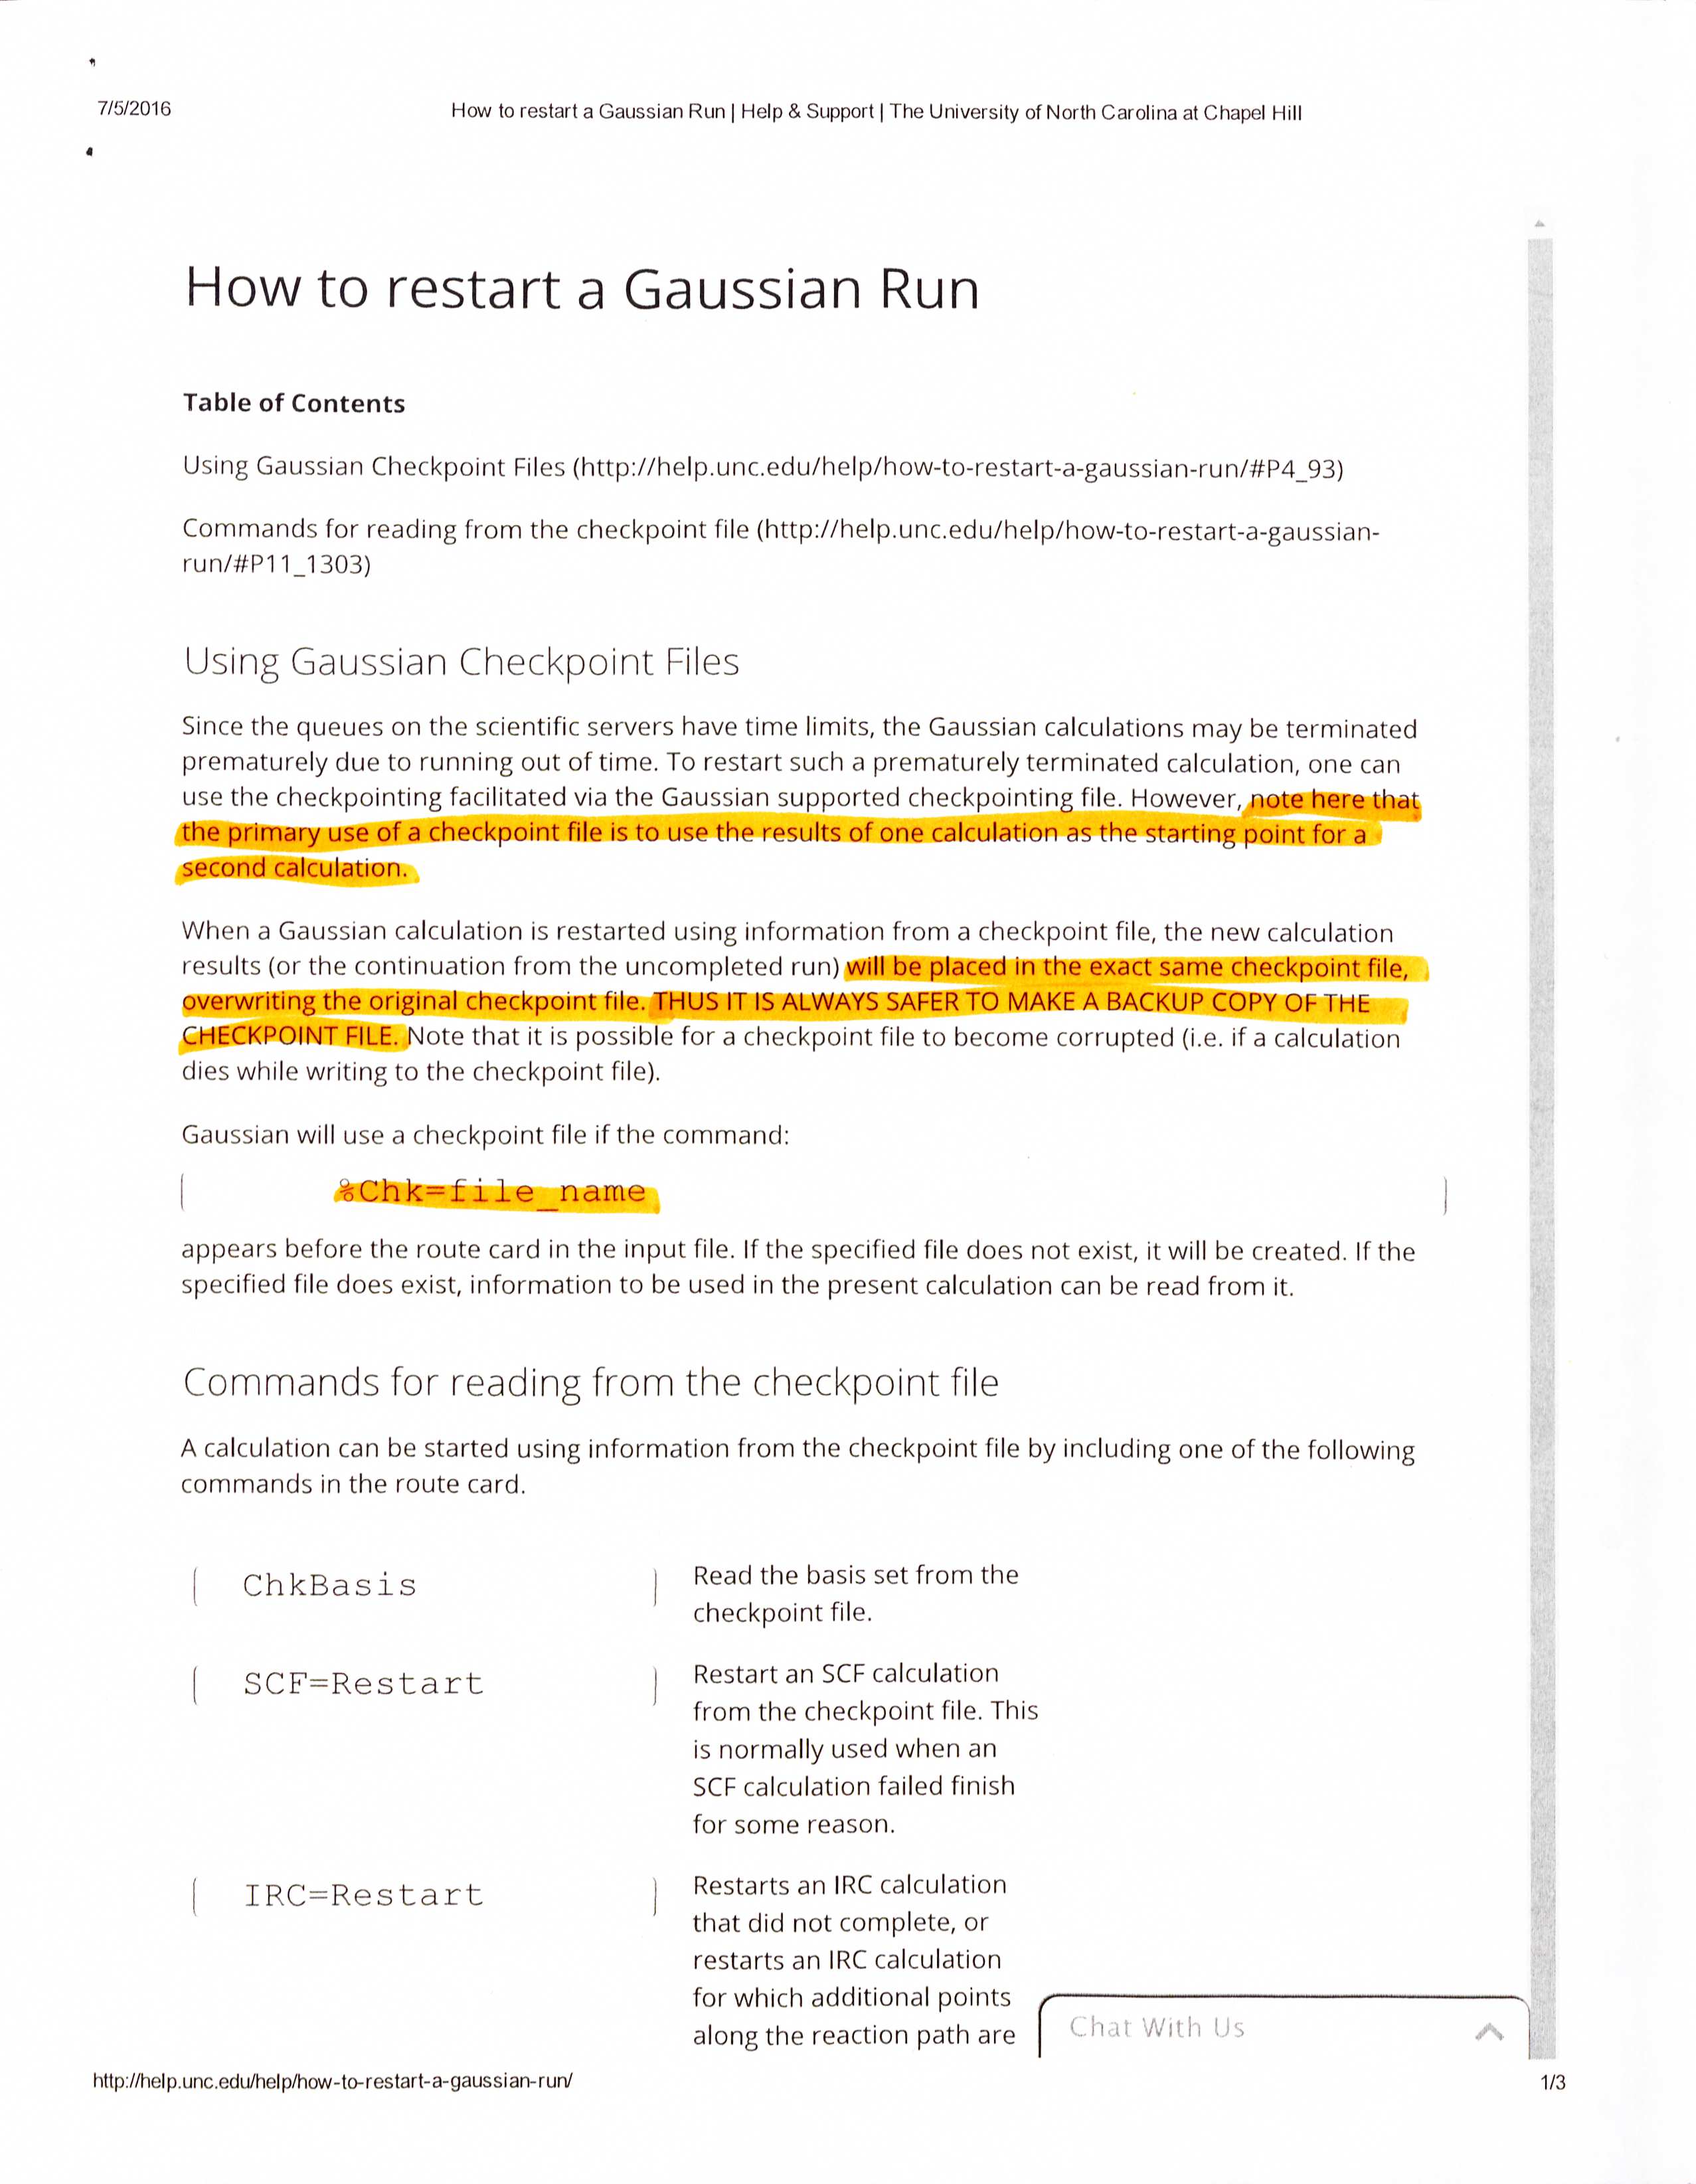 7/5/2016
How to restart a Gaussian Run | Help & Support | The University of North Carolina at Chapel Hill
How to restart a Gaussian Run
Table of Contents
Using Gaussian Checkpoint Files (http://help.unc.edu/help/how-to-restart-a-gaussian-run/#P4_93)
Commands for reading from the checkpoint file (http://help.unc.edu/help/how-to-restart-a-gaussian-
run/#P11_1303)
Using Gaussian Checkpoint Files
Since the queues on the scientific servers have time limits, the Gaussian calculations may be terminated
prematurely due to running out of time. To restart such a prematurely terminated calculation, one can
use the checkpointing facilitated via the Gaussian supported checkpointing file. However, note here that
the primary use of a checkpoint file is to use the results of one calculation as the starting point for a
second calculation.
When a Gaussian calculation is restarted using information from a checkpoint file, the new calculation
results (or the continuation from the uncompleted run) will be placed in the exact same checkpoint file,
overwriting the original checkpoint file. THUS IT IS ALWAYS SAFER TO MAKE A BACKUP COPY OF THE
CHECKPOINT FILE. Note that it is possible for a checkpoint file to become corrupted (i.e. if a calculation
dies while writing to the checkpoint file).
Gaussian will use a checkpoint file if the command:
%Chk=file_name
appears before the route card in the input file. If the specified file does not exist, it will be created. If the
specified file does exist, information to be used in the present calculation can be read from it.
Commands for reading from the checkpoint file
A calculation can be started using information from the checkpoint file by including one of the following
commands in the route card.
ChkBasis
Read the basis set from the
checkpoint file.
SCF=Restart
Restart an SCF calculation
from the checkpoint file. This
is normally used when an
SCF calculation failed finish
for some reason.
IRC=Restart
Restarts an IRC calculation
that did not complete, or
restarts an IRC calculation
for which additional points
along the reaction path are
Chat With Us
http://help.unc.edu/help/how-to-restart-a-gaussian-run/
1/3